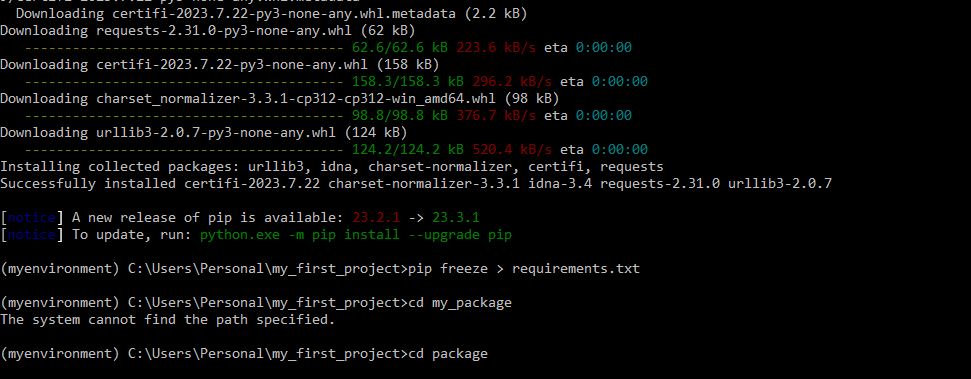 Downloading certifi-2023.7.22-py3-none-any.whl.metadata (2.2 kB)
Downloading requests-2.31.0-py3-none-any.whl (62 kB)
---------------------------------------- 62.6/62.6 kB 223.6 kB/s eta 0:00:00
Downloading certifi-2023.7.22-py3-none-any.whl (158 kB)
---------------------------------------- 158.3/158.3 kB 296.2 kB/s eta 0:00:00
Downloading charset_normalizer-3.3.1-cp312-cp312-win_amd64.whl (98 kB)
---------------------------------------- 98.8/98.8 kB 376.7 kB/s eta 0:00:00
Downloading urllib3-2.0.7-py3-none-any.whl (124 kB)
---------------------------------------- 124.2/124.2 kB 520.4 kB/s eta 0:00:00
Installing collected packages: urllib3, idna, charset-normalizer, certifi, requests
Successfully installed certifi-2023.7.22 charset-normalizer-3.3.1 idna-3.4 requests-2.31.0 urllib3-2.0.7
[notice] A new release of pip is available: 23.2.1 -> 23.3.1
[notice] To update, run: python.exe -m pip install --upgrade pip
(myenvironment) C:\Users\Personal\my_first_project>pip freeze > requirements.txt
(myenvironment) C:\Users\Personal\my_first_project>cd my_package
The system cannot find the path specified.
(myenvironment) C:\Users\Personal\my_first_project>cd package